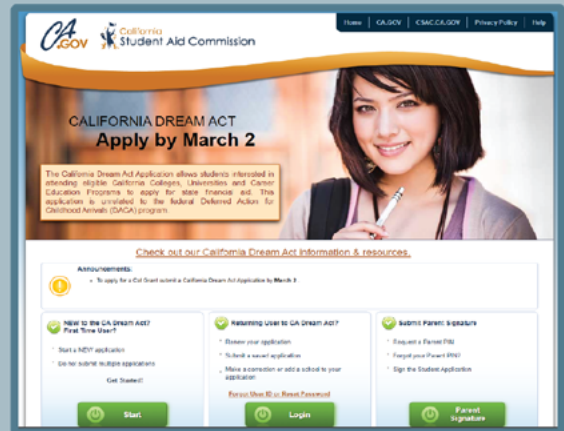 CA.GOV
California
Student Aid Commission
Home | CA.GOV | CSAC.CA.GOV | Privacy Policy | Help
CALIFORNIA DREAM ACT
Apply by March 2
The California Dream Act Application allows students interested in
attending eligible California Colleges, Universities and Career
Education Programs to apply for state financial aid. This
application is unrelated to the federal Deferred Action for
Childhood Arrivals (DACA) program.
Check out our California Dream Act information & resources.
Announcements:
• To apply for a Cal Grant submit a California Dream Act Application by March 2
NEW to the CA Dream Act?
First Time User?
• Start a NEW! application
• Do not submit multiple applications
Get Started!
Start
Returning User to CA Dream Act?
• Renew your application
• Submit a saved application
• Make a correction or add a school to your
application
Forgot User ID or Reset Password
Login
Submit Parent Signature
• Request a Parent PIN
• Forgot your Parent PIN?
• Sign the Student Application
Parent
Signature